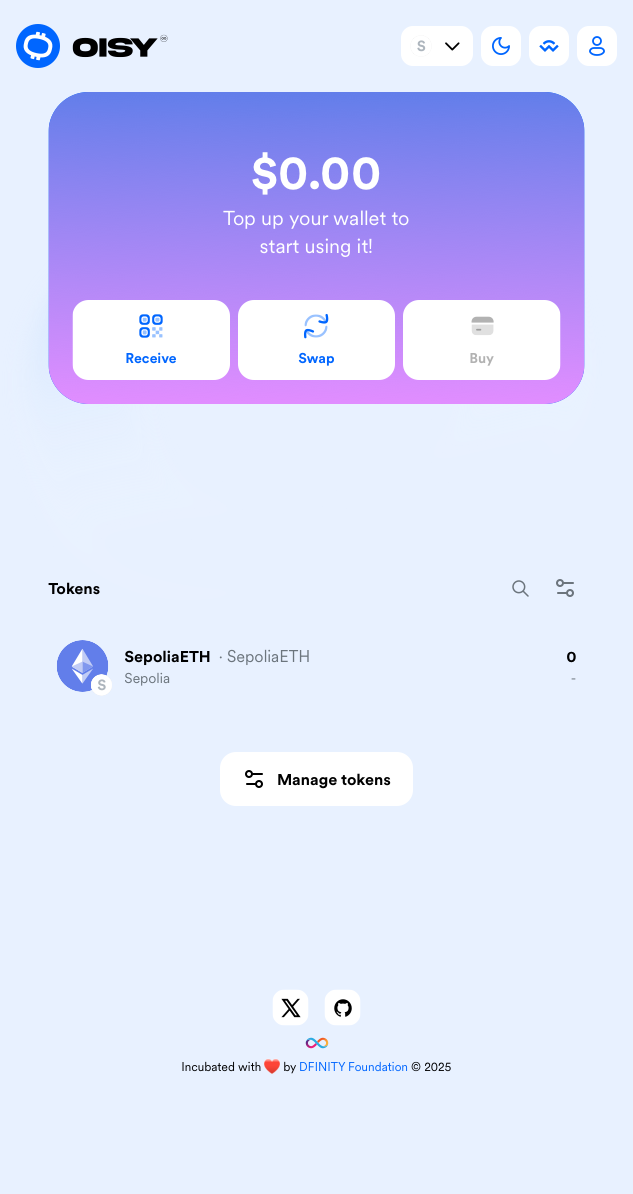 OISY
S
$0.00
Top up your wallet to
start using it!
Receive
Swap
Buy
Tokens
SepoliaETH · SepoliaETH
0
S
Sepolia
-
Manage tokens
Incubated with ❤️ by DFINITY Foundation © 2025